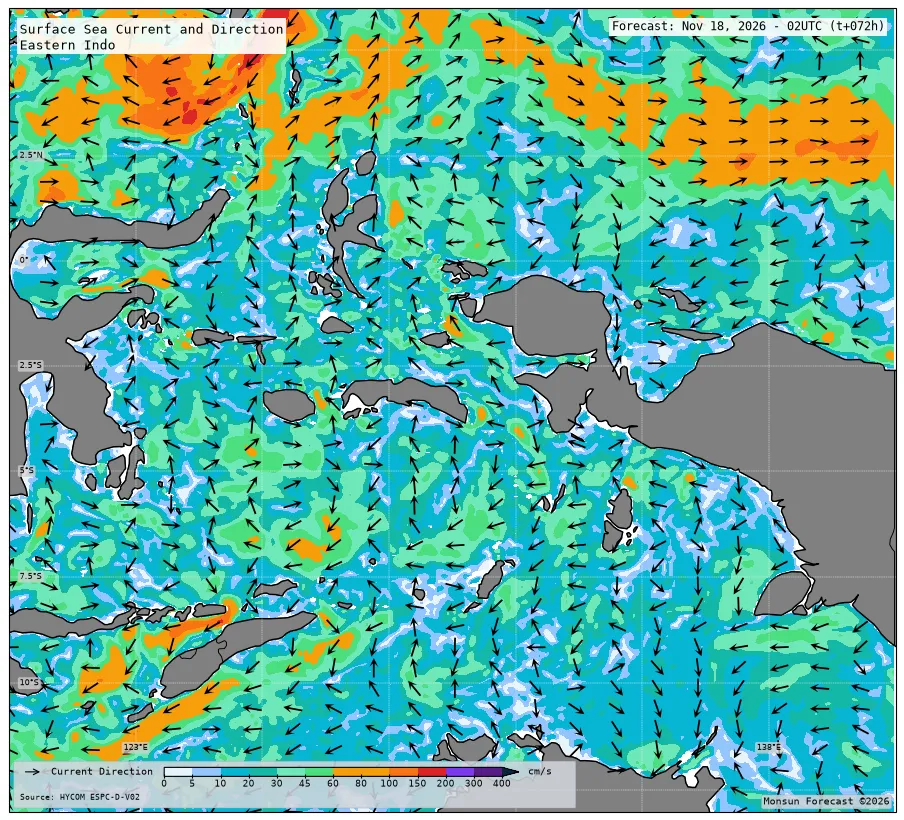 Surface Sea Current and Direction
Eastern Indo
Forecast: Nov 18, 2026 - 02UTC (t+072h)
2.5°N
0°
2.5°S
5°S
7.5°S
10°S
123°E
138°E
Current Direction
0 5 10 20 30 45 60 80 100 150 200 300 400
cm/s
Source: HYCOM ESPC-D-V02
Monsun Forecast ©2026